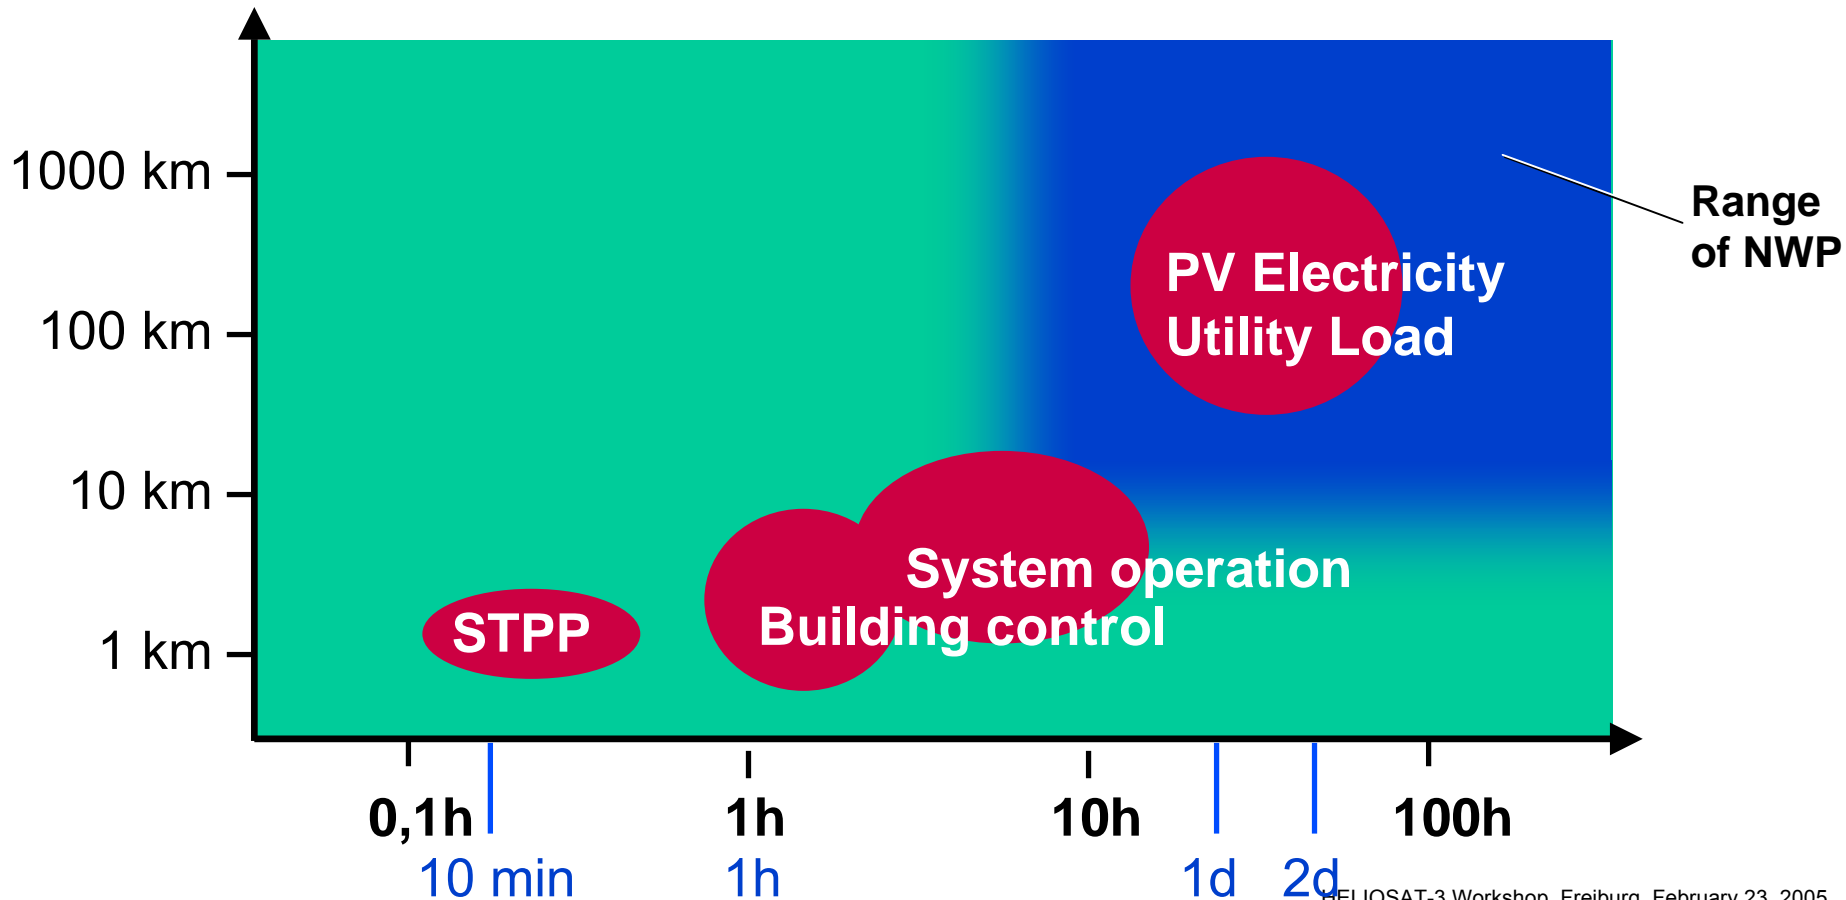 1000 km
Range
of NWP
PV Electricity
100 km
Utility Load
10 km
System operation
Building control
STPP
1 km
0,1h
1h
10h
100h
10 min
1h
1d
2d
HELIOSAT-3 Workshop, Freiburg, February 23, 2005